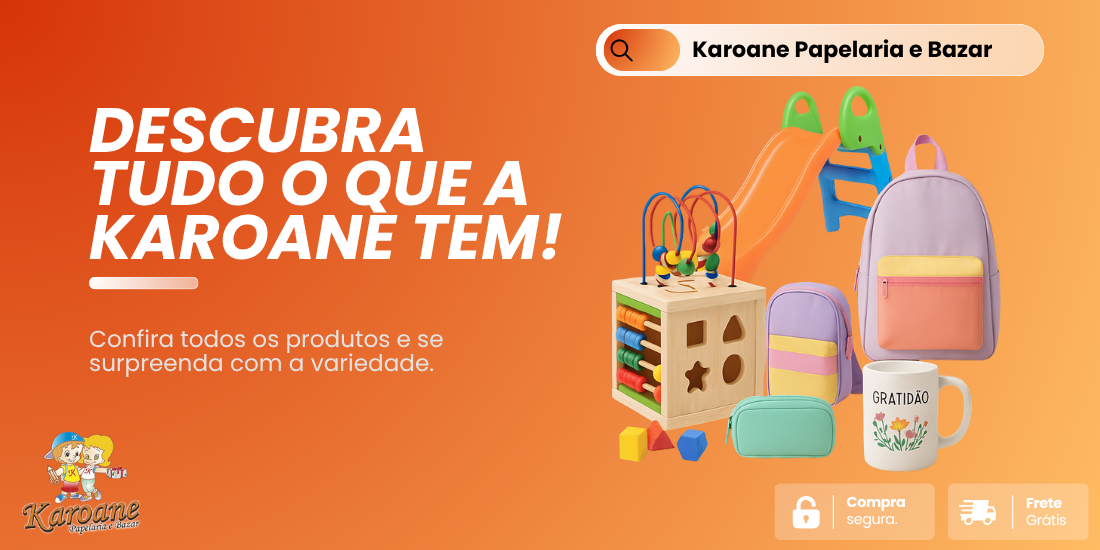 Karoane Papelaria e Bazar
DESCUBRA
TUDO O QUE A
KAROANE TEM!
Confira todos os produtos e se
surpreenda com a variedade.
GRATIDÃO
Karoane
Papelaria e Bazar
Compra
segura.
Frete
Grátis